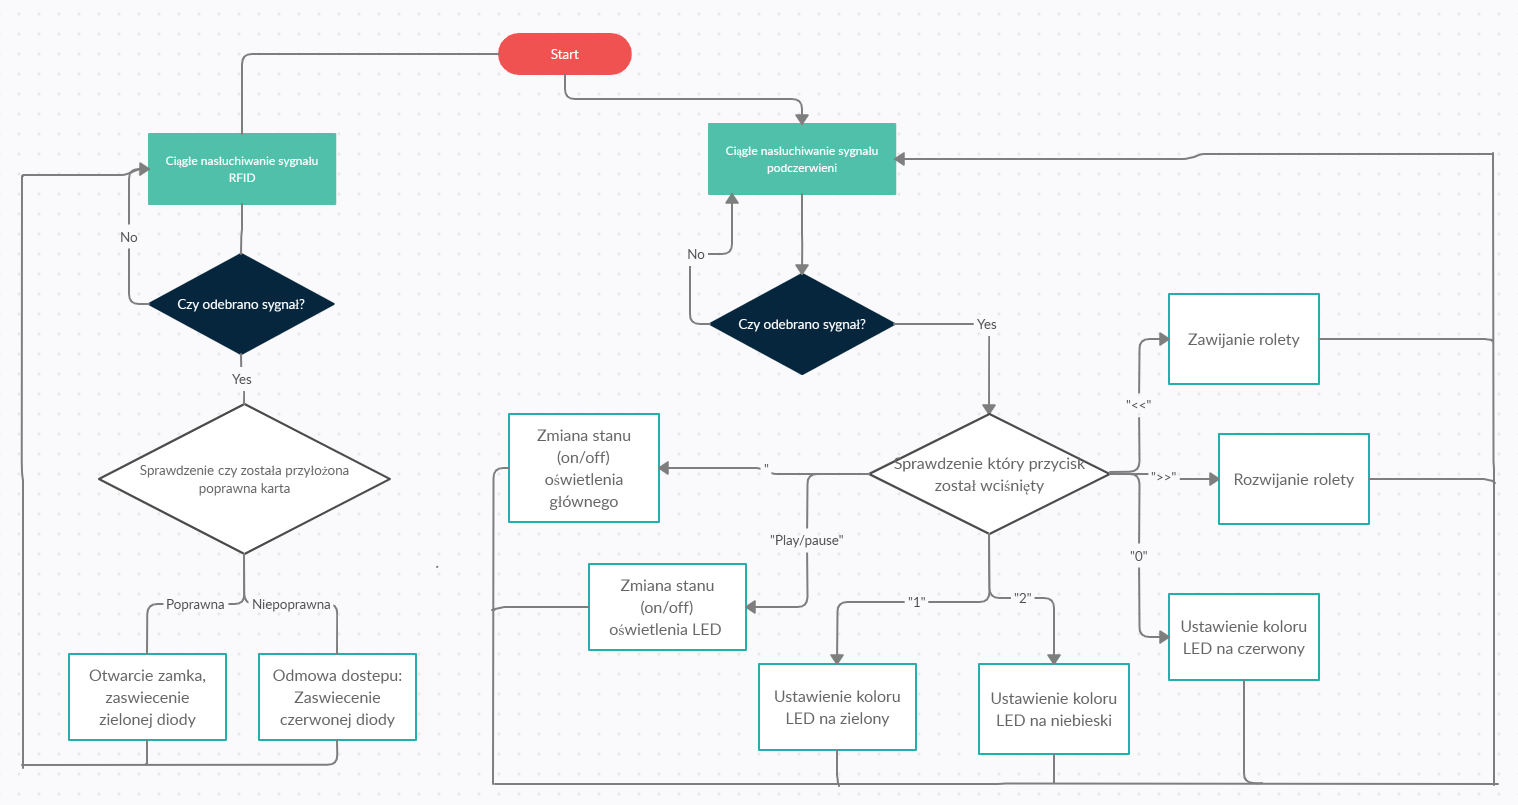 Start
Ciągłe nasłuchiwanie sygnału
RFID
No
Czy odebrano sygnał?
Yes
Sprawdzenie czy została przyłożona
poprawna karta
Poprawna
Niepoprawna
Otwarcie zamka,
zaswiecenie
zielonej diody
Odmowa dostepu:
Zaswiecenie
czerwonej diody
Ciągłe nasłuchiwanie sygnału
podczerwieni
No
Czy odebrano sygnał?
Yes
Sprawdzenie który przycisk
został wciśnięty
"
Zmiana stanu
(on/off)
oświetlenia
głównego
"Play/pause"
Zmiana stanu
(on/off)
oświetlenia LED
"1"
Ustawienie koloru
LED na zielony
"2"
Ustawienie koloru
LED na niebieski
"<<"
Zawijanie rolety
">>"
Rozwijanie rolety
"0"
Ustawienie koloru
LED na czerwony